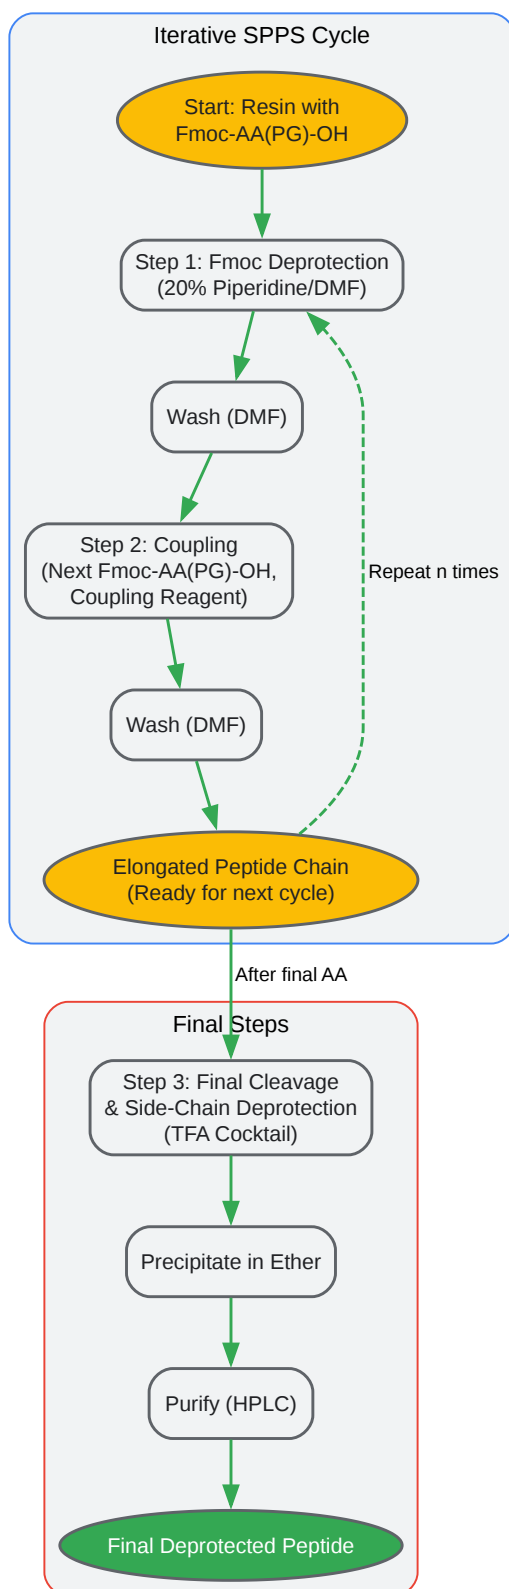 Iterative SPPS Cycle
Start: Resin with
Fmoc-AA(PG)-OH
Step 1: Fmoc Deprotection
(20% Piperidine/DMF)
Wash (DMF)
Step 2: Coupling
(Next Fmoc-AA(PG)-OH,
Coupling Reagent)
Repeat n times
Wash (DMF)
Elongated Peptide Chain
(Ready for next cycle)
After final AA
Final Steps
Step 3: Final Cleavage
& Side-Chain Deprotection
(TFA Cocktail)
Precipitate in Ether
Purify (HPLC)
Final Deprotected Peptide